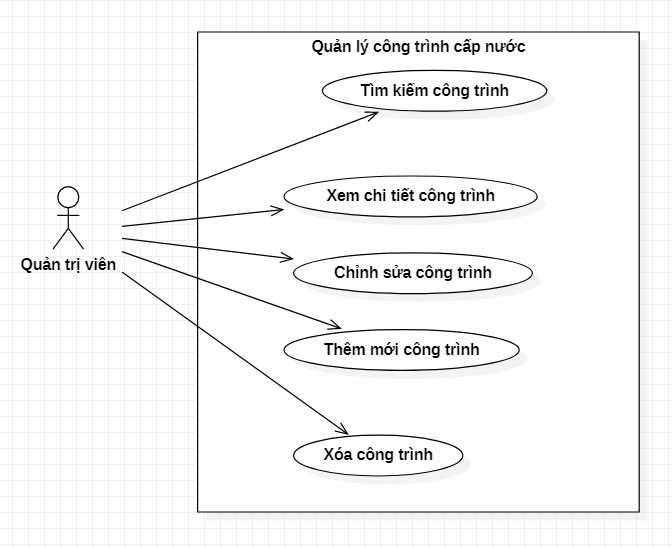 Quản lý công trình cấp nước
Tìm kiếm công trình
Xem chi tiết công trình
Quản trị viên
Chỉnh sửa công trình
Thêm mới công trình
Xóa công trình